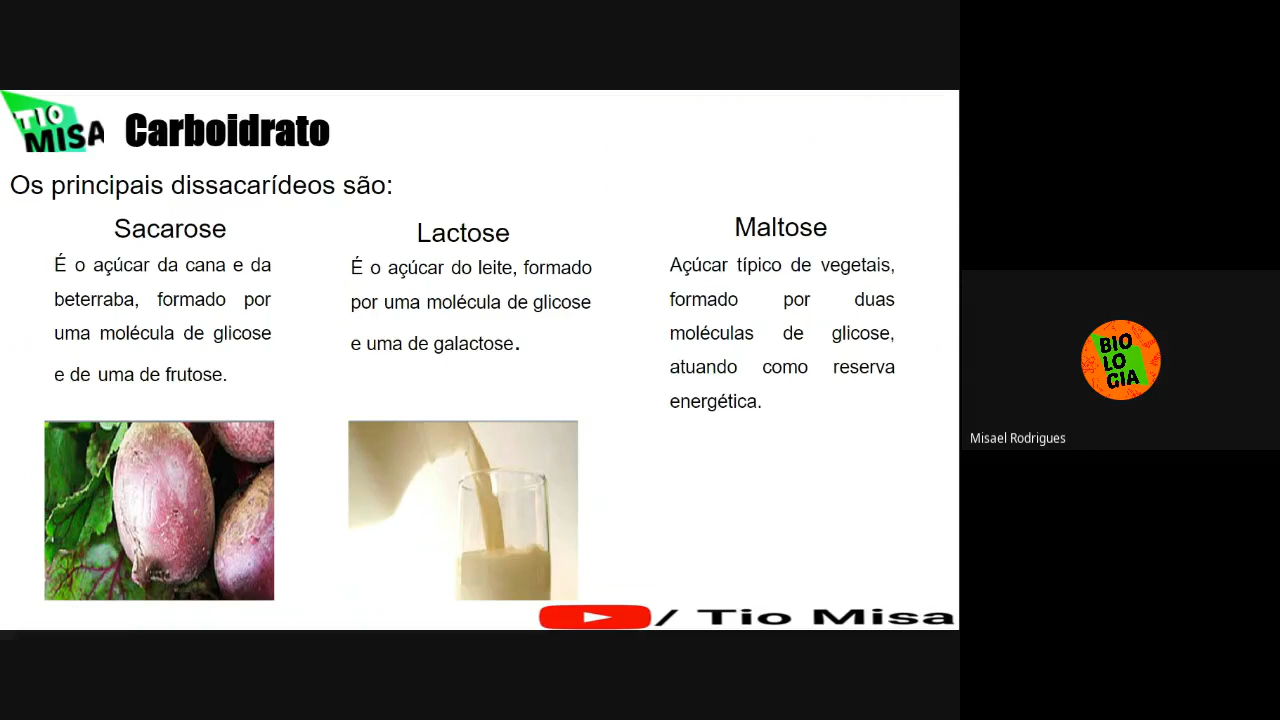 TIO
MISA
Carboidrato
Os principais dissacarídeos são:
Sacarose
É o açúcar da cana e da
beterraba, formado por
uma molécula de glicose
e de uma de frutose.
Lactose
É o açúcar do leite, formado
por uma molécula de glicose
e uma de galactose.
Maltose
Açúcar típico de vegetais,
formado por duas
moléculas de glicose,
atuando como reserva
energética.
/ Tio Misa
BIO
LO
GIA
Misael Rodrigues